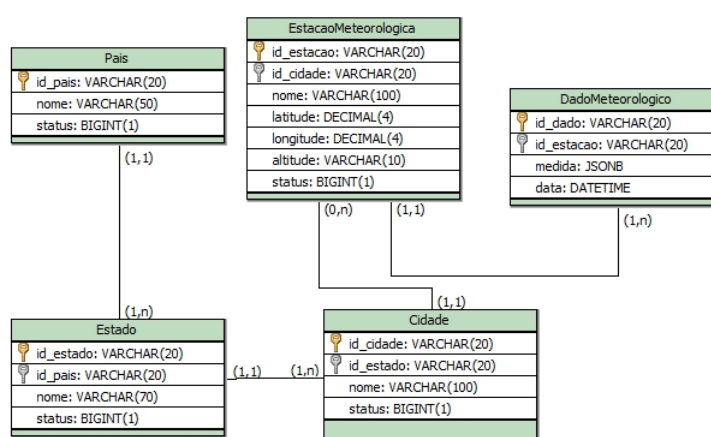 EstacaoMeteorologica
id_estacao: VARCHAR(20)
id_cidade: VARCHAR(20)
nome: VARCHAR(100)
latitude: DECIMAL(4)
longitude: DECIMAL(4)
altitude: VARCHAR(10)
status: BIGINT(1)
Pais
id_pais: VARCHAR(20)
nome: VARCHAR(50)
status: BIGINT(1)
DadoMeteorologico
id_dado: VARCHAR(20)
id_estacao: VARCHAR(20)
medida: JSONB
data: DATETIME
(1,1)
(0,n)
(1,1)
(1,n)
(1,n)
(1,1)
Estado
id_estado: VARCHAR(20)
id_pais: VARCHAR(20)
nome: VARCHAR(70)
status: BIGINT(1)
(1,1)
(1,n)
Cidade
id_cidade: VARCHAR(20)
id_estado: VARCHAR(20)
nome: VARCHAR(100)
status: BIGINT(1)